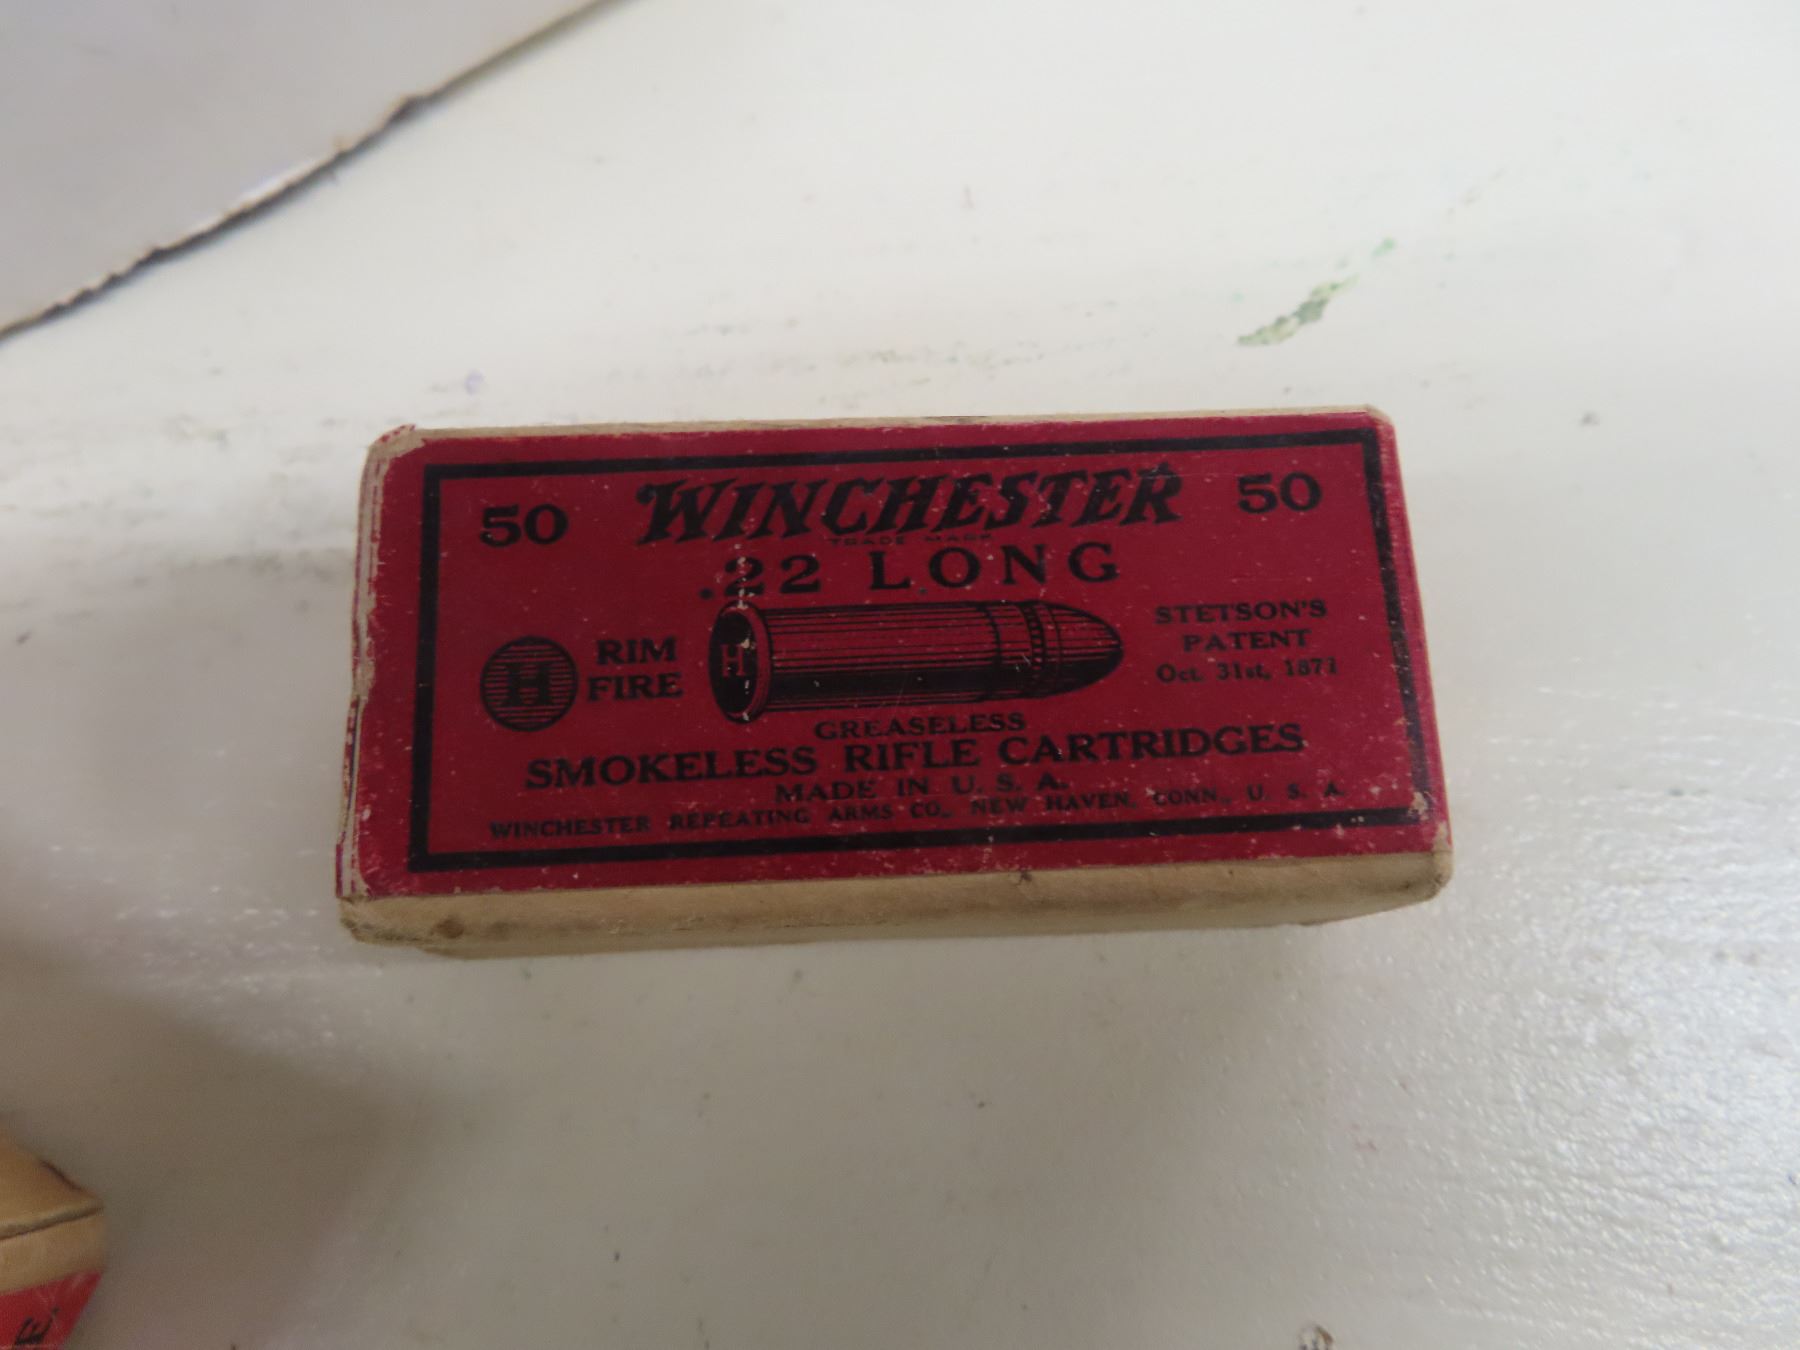 50 WINCHESTER 50
TRADE MARK
.22 LONG
STETSON'S
PATENT
Oct. 31st, 1871
H RIM
FIRE
H
GREASELESS
SMOKELESS RIFLE CARTRIDGES
MADE IN U. S. A.
WINCHESTER REPEATING ARMS CO., NEW HAVEN, CONN., U. S. A.
E.